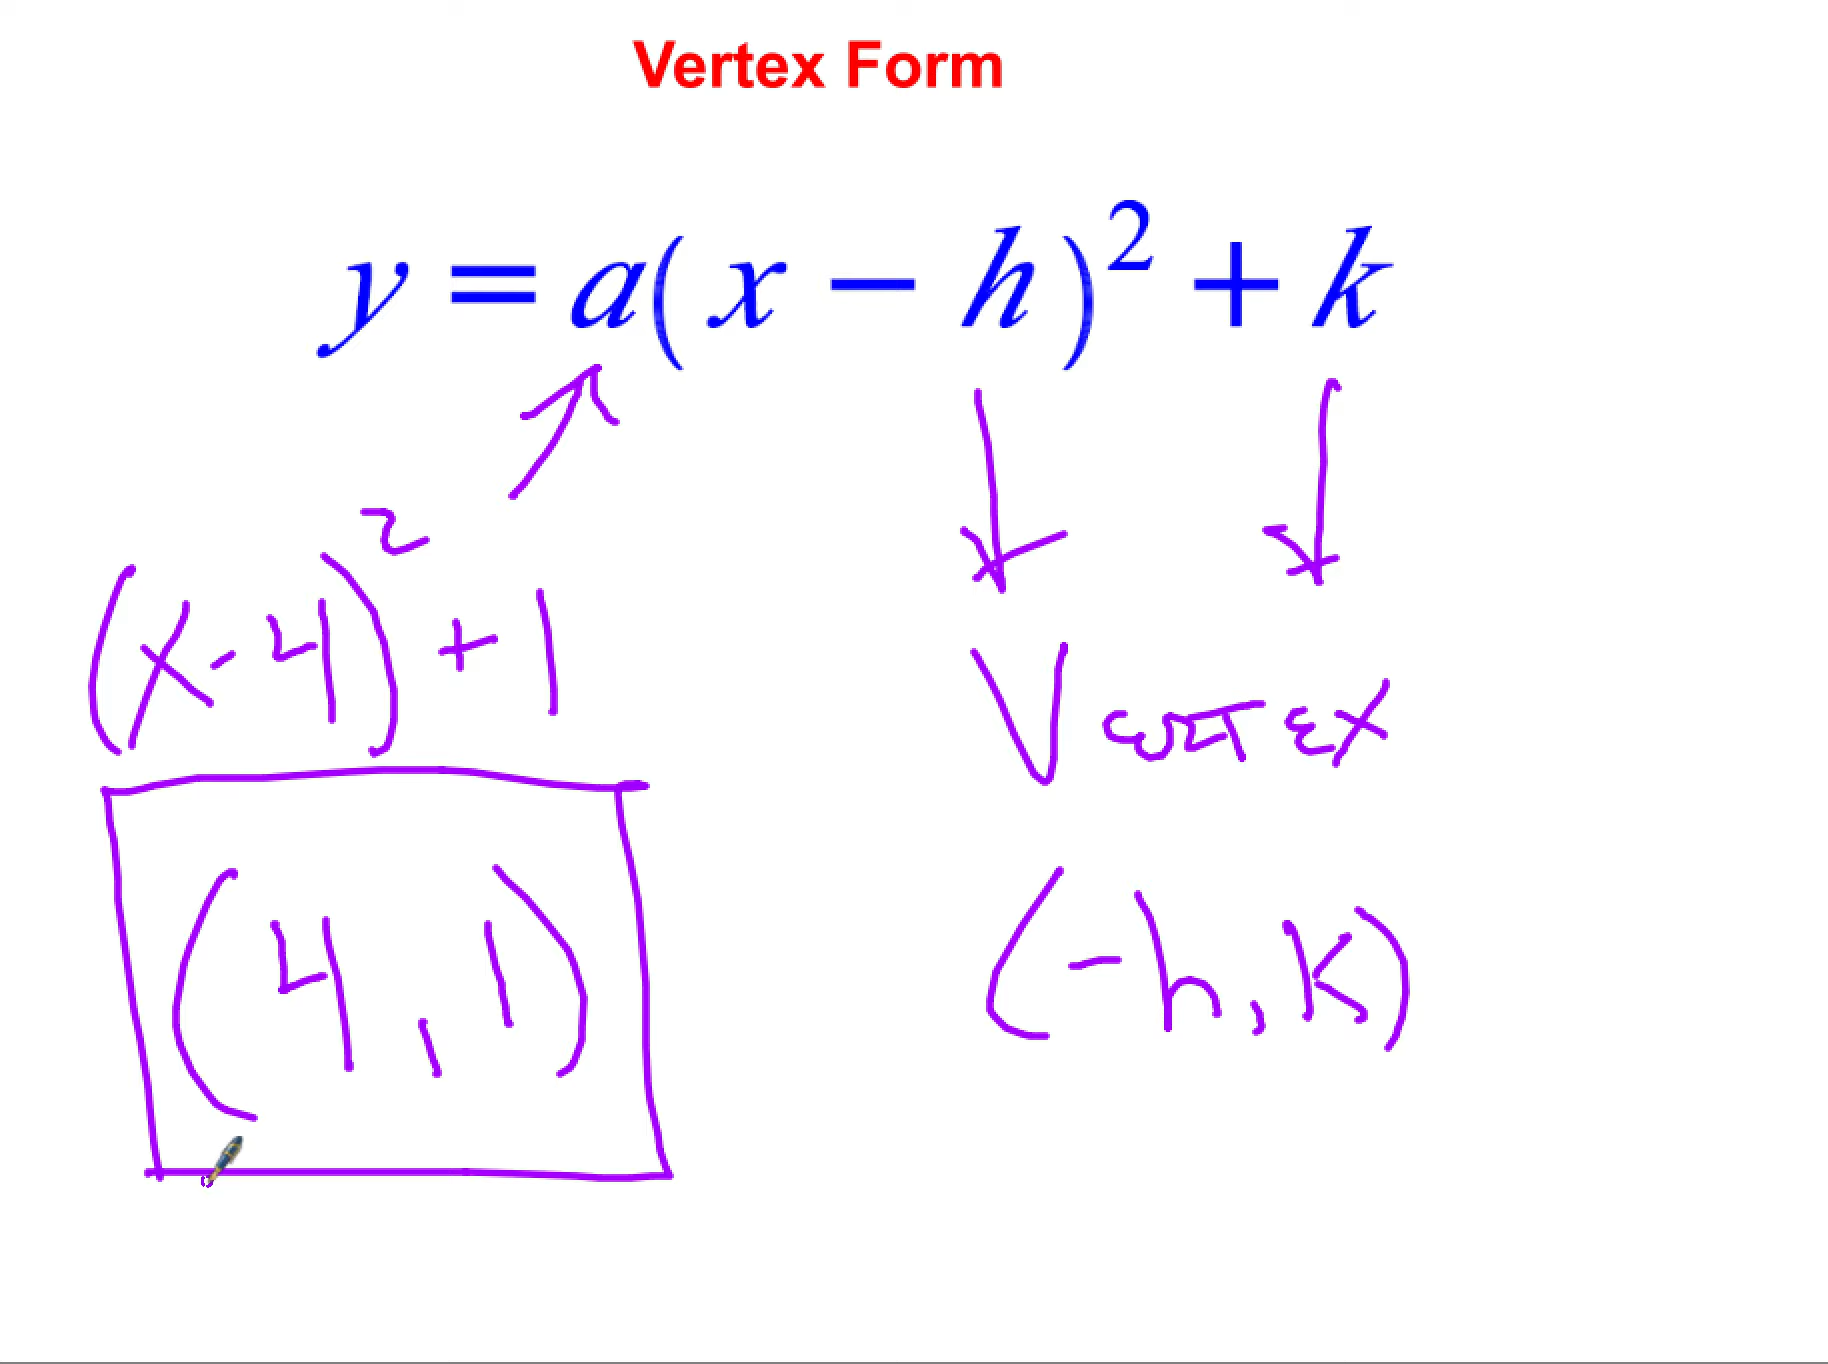 Vertex Form
y = a(x − h)² + k
(x-4)² + 1
(4, 1)
Vertex
(-h, k)